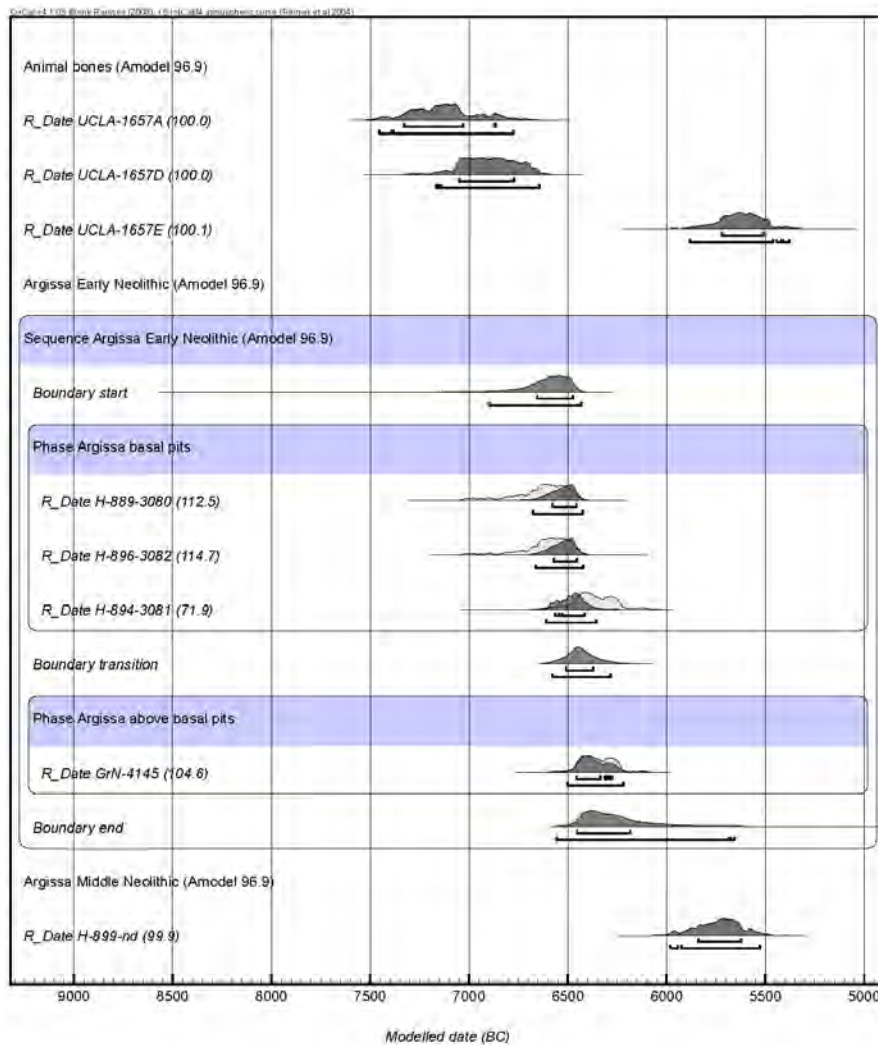 Animal bones (Amodel 96.9)
R_Date UCLA-1657A (100.0)
R_Date UCLA-1657D (100.0)
R_Date UCLA-1657E (100.1)
Argissa Early Neolithic (Amodel 96.9)
Sequence Argissa Early Neolithic (Amodel 96.9)
Boundary start
Phase Argissa basal pits
R_Date H-889-3080 (112.5)
R_Date H-896-3082 (114.7)
R_Date H-894-3081 (71.9)
Boundary transition
Phase Argissa above basal pits
R_Date GrN-4145 (104.6)
Boundary end
Argissa Middle Neolithic (Amodel 96.9)
R_Date H-899-nd (99.9)
9000 8500 8000 7500 7000 6500 6000 5500 5000
Modelled date (BC)